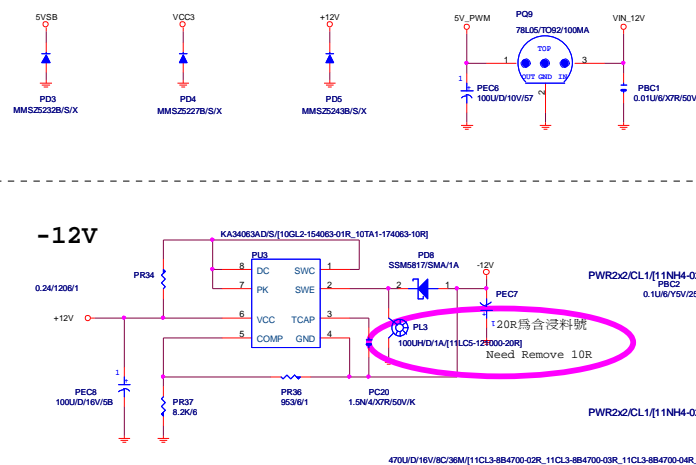 5VSB
VCC3
+12V
PD3
MMSZ5232B/S/X
PD4
MMSZ5227B/S/X
PD5
MMSZ5243B/S/X
5V_PWM
PQ9
78L05/TO92/100MA
VIN_12V
TOP
1
3
OUT GND IN
2
1
PEC6
100U/D/10V/57
PBC1
0.01U/6/X7R/50V
-12V
KA34063AD/S/[10GL2-154063-01R_10TA1-174063-10R]
PU3
PR34
0.24/1206/1
8 DC SWC 1
7 PK SWE 2
6 VCC TCAP 3
5 COMP GND 4
+12V
PD8
SSM5817/SMA/1A
2
1
-12V
PEC7
1
PL3
100UH/D/1A/[11LC5-121000-20R]
20R爲含浸料號
Need Remove 10R
PWR2x2/CL1/[11NH4-0
PBC2
0.1U/6/Y5V/25
1
PEC8
100U/D/16V/5B
PR37
8.2K/6
PR36
953/6/1
PC20
1.5N/4/X7R/50V/K
PWR2x2/CL1/[11NH4-0
470U/D/16V/8C/36M/[11CL3-8B4700-02R_11CL3-8B4700-03R_11CL3-8B4700-04R_